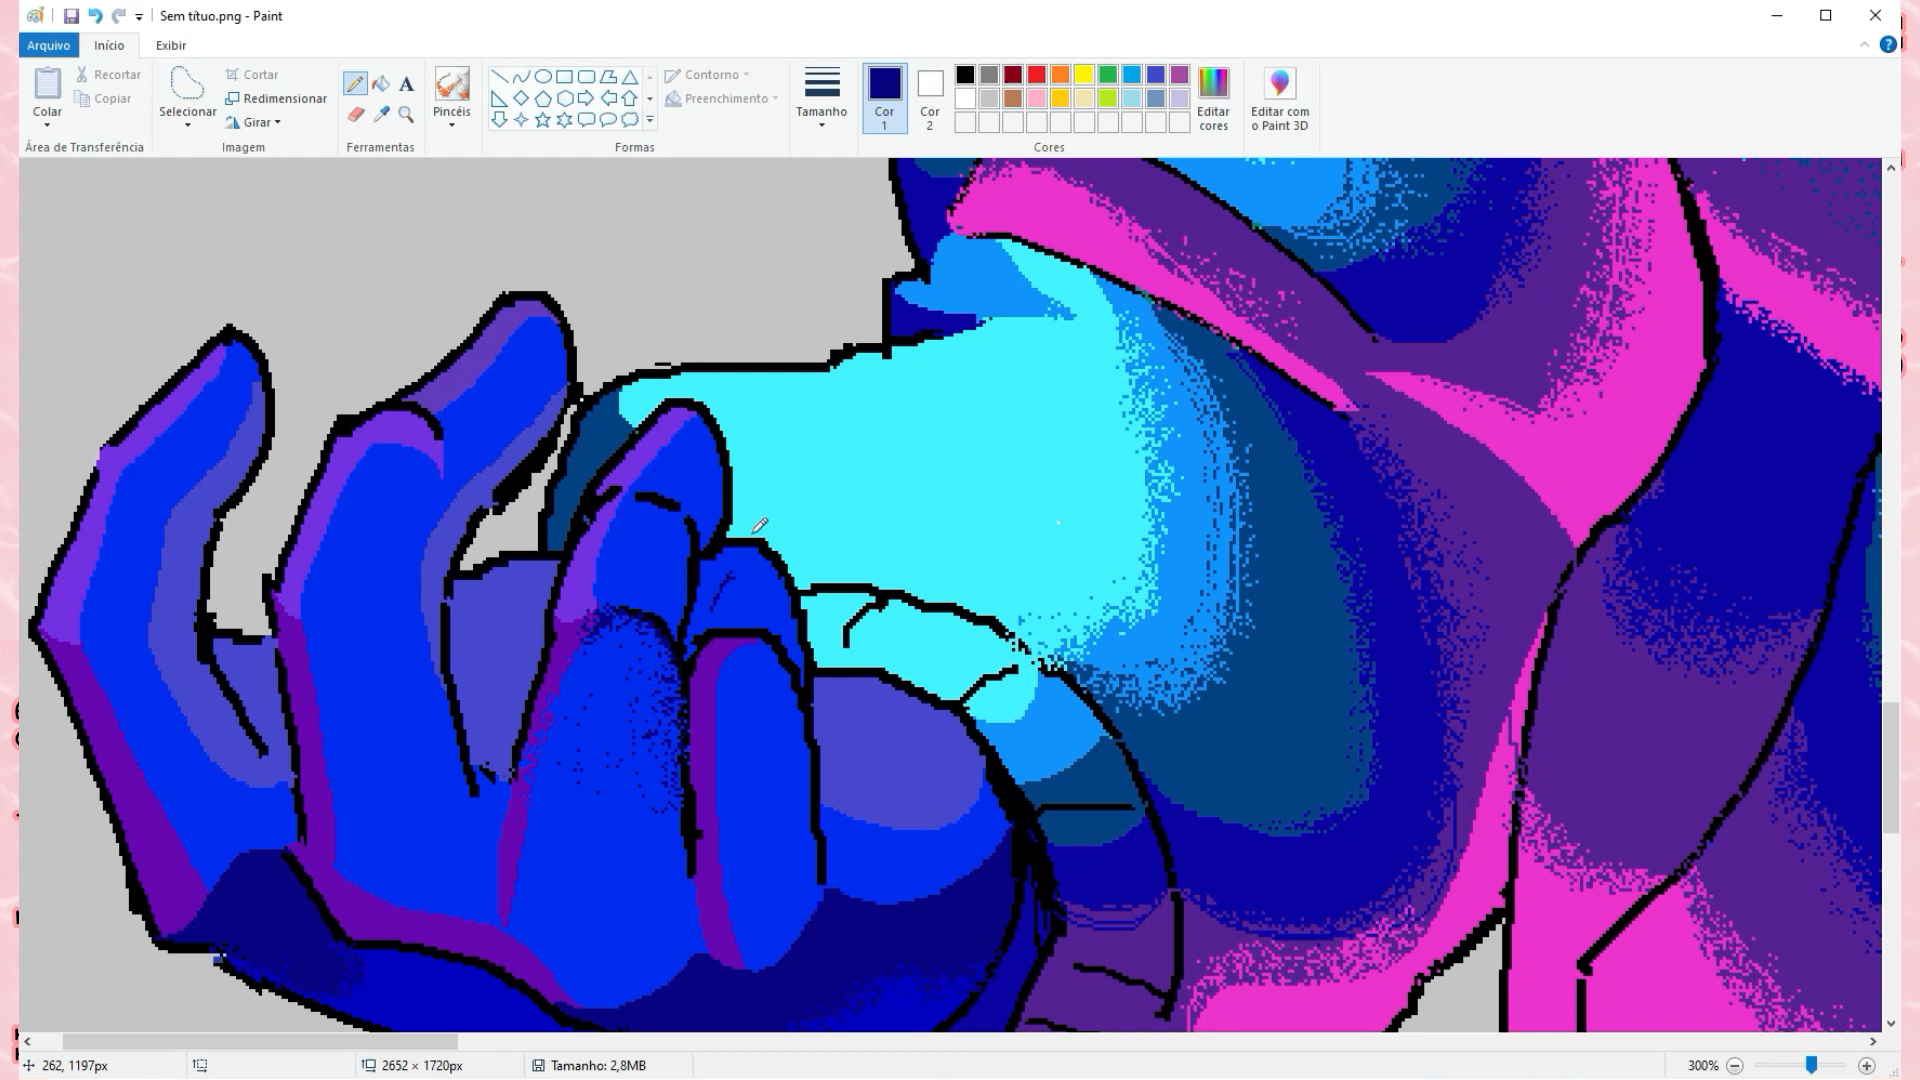 Sem títuo.png - Paint
Arquivo
Início
Exibir
Colar
Recortar
Copiar
Área de Transferência
Selecionar
Cortar
Redimensionar
Girar
Imagem
A
Ferramentas
Pincéis
Formas
Contorno
Preenchimento
Tamanho
Cor
1
Cor
2
Editar
cores
Editar com
o Paint 3D
Cores
262, 1197px
2652 × 1720px
Tamanho: 2,8MB
300%